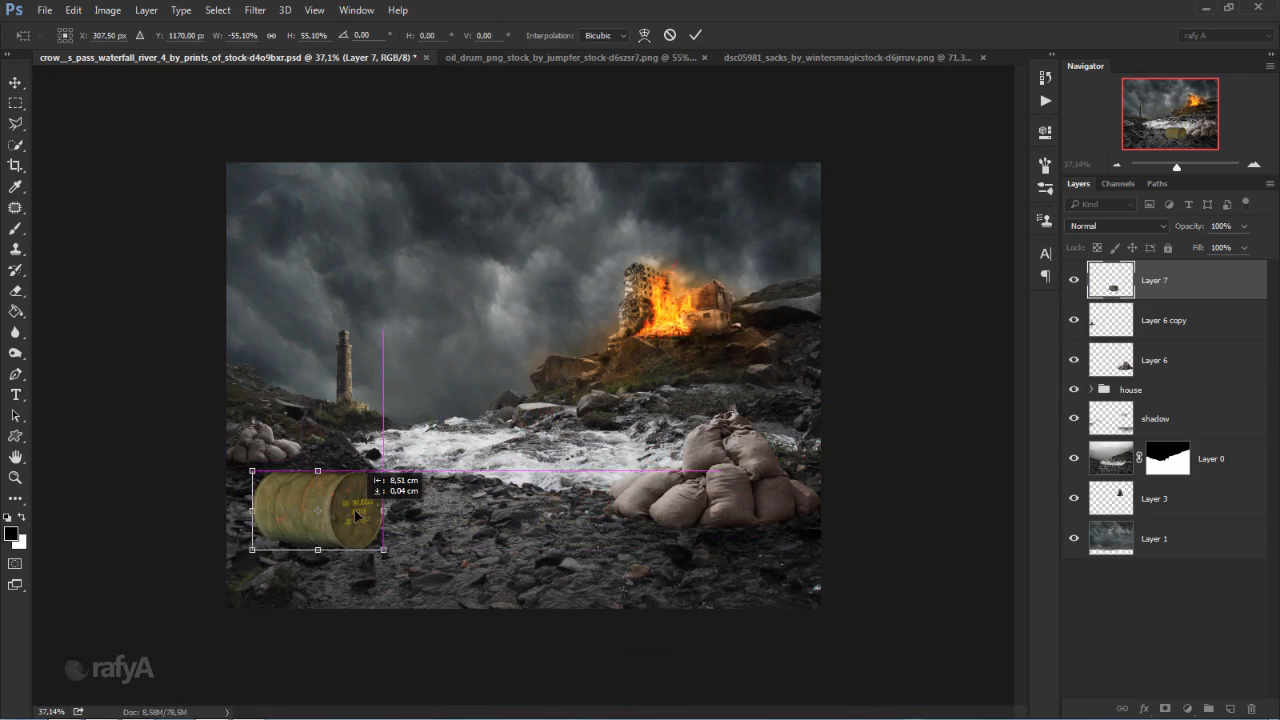 Ps File Edit Image Layer Type Select Filter 3D View Window Help
X: 307,50 px Y: 1170,00 px W: -55,10% H: 55,10% 0,00 ° H: 0,00 ° V: 0,00 ° Interpolation: Bicubic rafy A
crow__s_pass_waterfall_river_4_by_prints_of_stock-d4o9bxr.psd @ 37,1% (Layer 7, RGB/8) * × oil_drum_png_stock_by_jumpfer_stock-d6szsr7.png @ 55%... × dsc05981_sacks_by_wintersmagicstock-d6jrruv.png @ 71,3... ×
Navigator
37,14%
Layers Channels Paths
Kind
Normal Opacity: 100%
Lock: Fill: 100%
Layer 7
Layer 6 copy
Layer 6
house
shadow
Layer 0
Layer 3
Layer 1
8,51 cm
0,04 cm
rafyA
37,14% Doc: 8,58M/78,5M